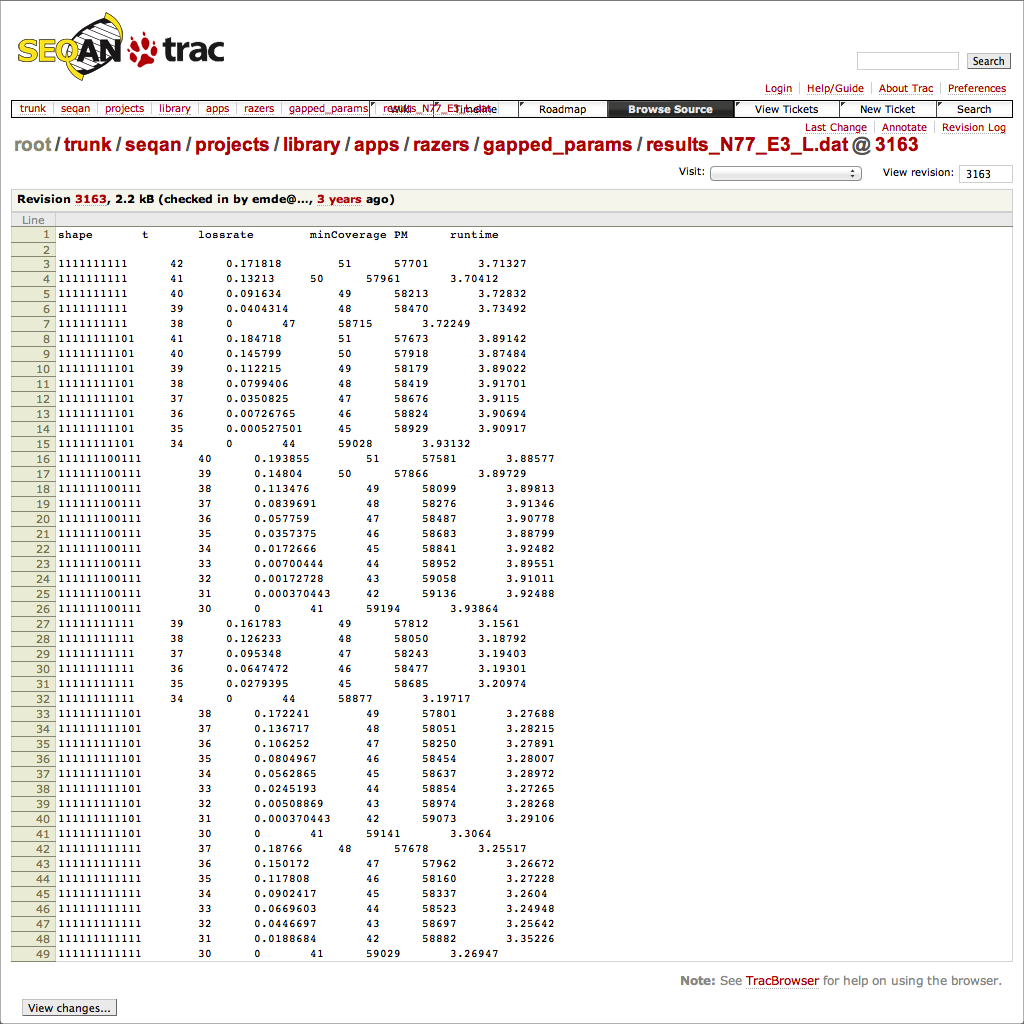 SEQAN trac
Search
Login Help/Guide About Trac Preferences
trunk seqan projects library apps razers gapped_params results_N77_E3_L.dat Wiki Timeline Roadmap Browse Source View Tickets New Ticket Search
Last Change Annotate Revision Log
root/trunk/seqan/projects/library/apps/razers/gapped_params/results_N77_E3_L.dat @ 3163
Visit: View revision: 3163
Revision 3163, 2.2 kB (checked in by emde@..., 3 years ago)
Line
1 shape t lossrate minCoverage PM runtime
2
3 1111111111 42 0.171818 51 57701 3.71327
4 1111111111 41 0.13213 50 57961 3.70412
5 1111111111 40 0.091634 49 58213 3.72832
6 1111111111 39 0.0404314 48 58470 3.73492
7 1111111111 38 0 47 58715 3.72249
8 11111111101 41 0.184718 51 57673 3.89142
9 11111111101 40 0.145799 50 57918 3.87484
10 11111111101 39 0.112215 49 58179 3.89022
11 11111111101 38 0.0799406 48 58419 3.91701
12 11111111101 37 0.0350825 47 58676 3.9115
13 11111111101 36 0.00726765 46 58824 3.90694
14 11111111101 35 0.000527501 45 58929 3.90917
15 11111111101 34 0 44 59028 3.93132
16 111111100111 40 0.193855 51 57581 3.88577
17 111111100111 39 0.14804 50 57866 3.89729
18 111111100111 38 0.113476 49 58099 3.89813
19 111111100111 37 0.0839691 48 58276 3.91346
20 111111100111 36 0.057759 47 58487 3.90778
21 111111100111 35 0.0357375 46 58683 3.88799
22 111111100111 34 0.0172666 45 58841 3.92482
23 111111100111 33 0.00700444 44 58952 3.89551
24 111111100111 32 0.00172728 43 59058 3.91011
25 111111100111 31 0.000370443 42 59136 3.92488
26 111111100111 30 0 41 59194 3.93864
27 11111111111 39 0.161783 49 57812 3.1561
28 11111111111 38 0.126233 48 58050 3.18792
29 11111111111 37 0.095348 47 58243 3.19403
30 11111111111 36 0.0647472 46 58477 3.19301
31 11111111111 35 0.0279395 45 58685 3.20974
32 11111111111 34 0 44 58877 3.19717
33 111111111101 38 0.172241 49 57801 3.27688
34 111111111101 37 0.136717 48 58051 3.28215
35 111111111101 36 0.106252 47 58250 3.27891
36 111111111101 35 0.0804967 46 58454 3.28007
37 111111111101 34 0.0562865 45 58637 3.28972
38 111111111101 33 0.0245193 44 58854 3.27265
39 111111111101 32 0.00508869 43 58974 3.28268
40 111111111101 31 0.000370443 42 59073 3.29106
41 111111111101 30 0 41 59141 3.3064
42 111111111111 37 0.18766 48 57678 3.25517
43 111111111111 36 0.150172 47 57962 3.26672
44 111111111111 35 0.117808 46 58160 3.27228
45 111111111111 34 0.0902417 45 58337 3.2604
46 111111111111 33 0.0669603 44 58523 3.24948
47 111111111111 32 0.0446697 43 58697 3.25642
48 111111111111 31 0.0188684 42 58882 3.35226
49 111111111111 30 0 41 59029 3.26947
Note: See TracBrowser for help on using the browser.
View changes...